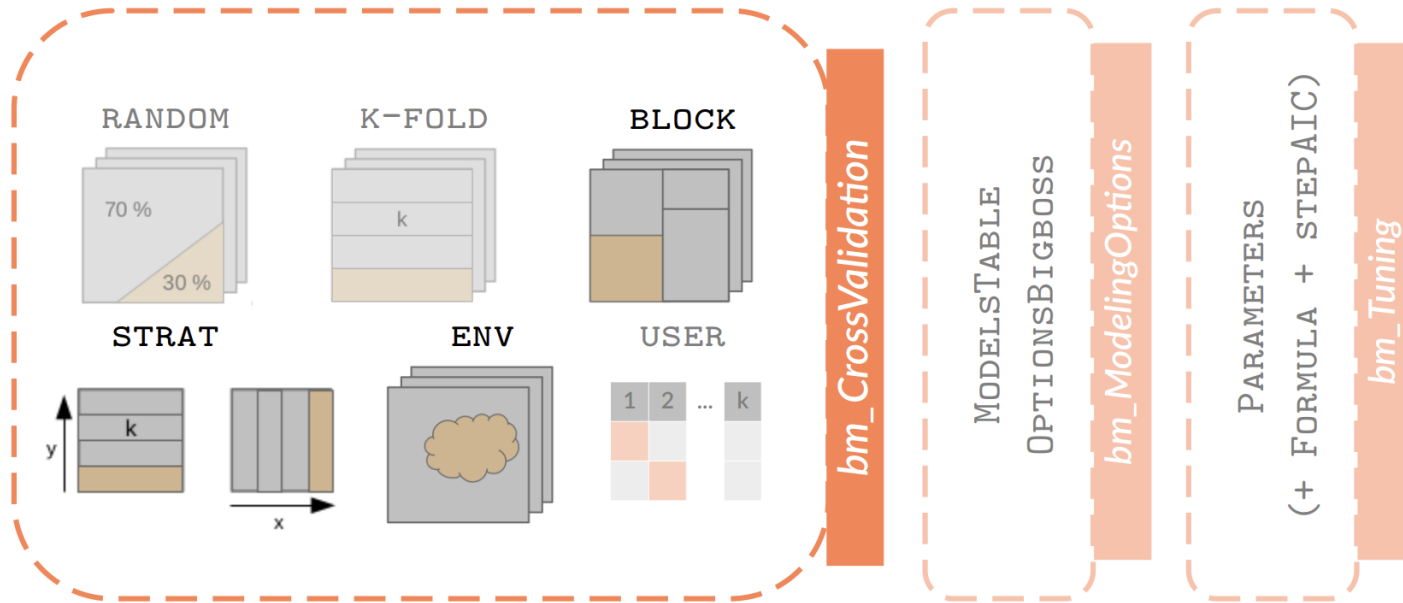 RANDOM
K-FOLD
BLOCK
70 %
30 %
k
STRAT
ENV
USER
y
k
x
1 2 ... k
bm_CrossValidation
MODELSTABLE
OPTIONSBIGBOSS
bm_ModelingOptions
PARAMETERS
(+ FORMULA + STEPAIC)
bm_Tuning